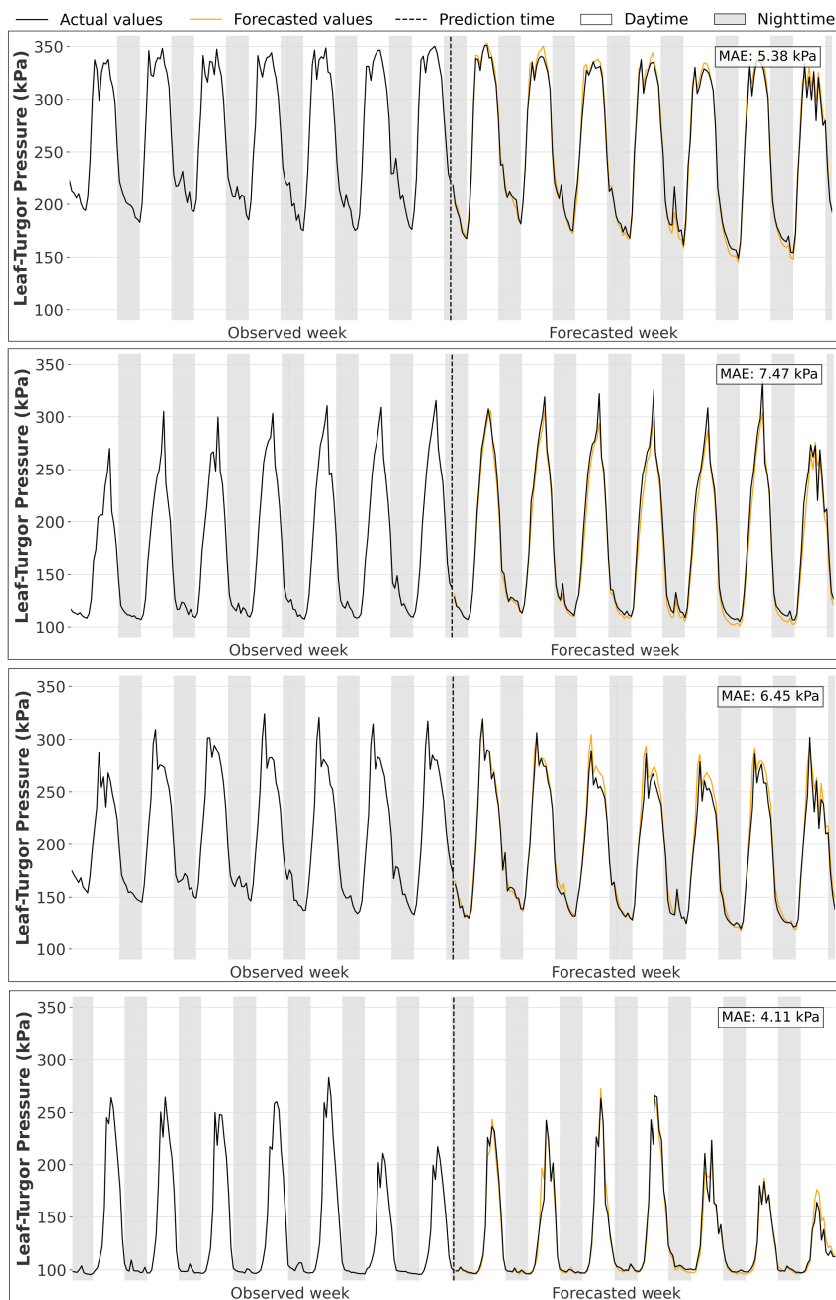 Actual values Forecasted values Prediction time Daytime Nighttime
Leaf-Turgor Pressure (kPa)
350
300
250
200
150
100
MAE: 5.38 kPa
Observed week Forecasted week
Leaf-Turgor Pressure (kPa)
350
300
250
200
150
100
MAE: 7.47 kPa
Observed week Forecasted week
Leaf-Turgor Pressure (kPa)
350
300
250
200
150
100
MAE: 6.45 kPa
Observed week Forecasted week
Leaf-Turgor Pressure (kPa)
350
300
250
200
150
100
MAE: 4.11 kPa
Observed week Forecasted week